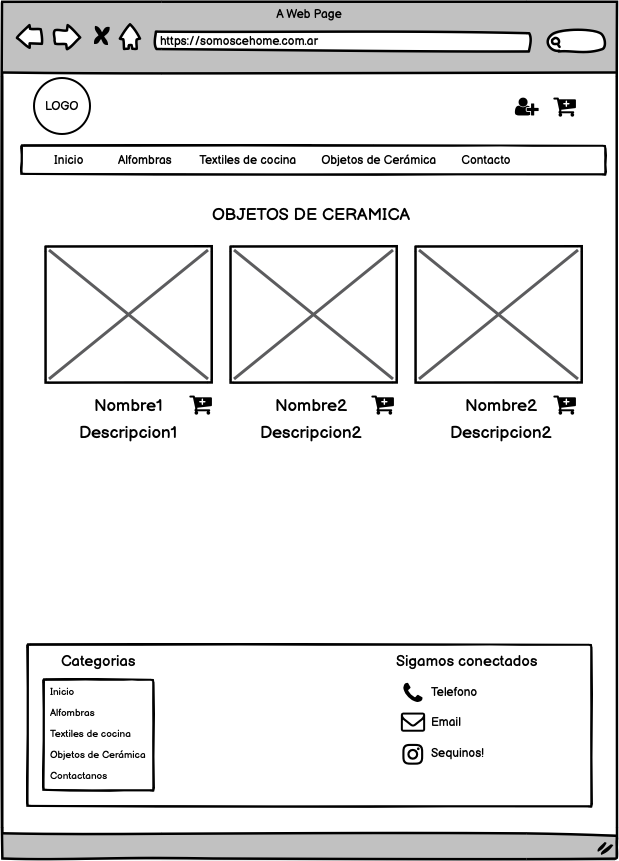 A Web Page
https://somoscehome.com.ar
LOGO
Inicio Alfombras Textiles de cocina Objetos de Cerámica Contacto
OBJETOS DE CERAMICA
Nombre1 Nombre2 Nombre2
Descripcion1 Descripcion2 Descripcion2
Categorias
Inicio
Alfombras
Textiles de cocina
Objetos de Cerámica
Contactanos
Sigamos conectados
Telefono
Email
Sequinos!